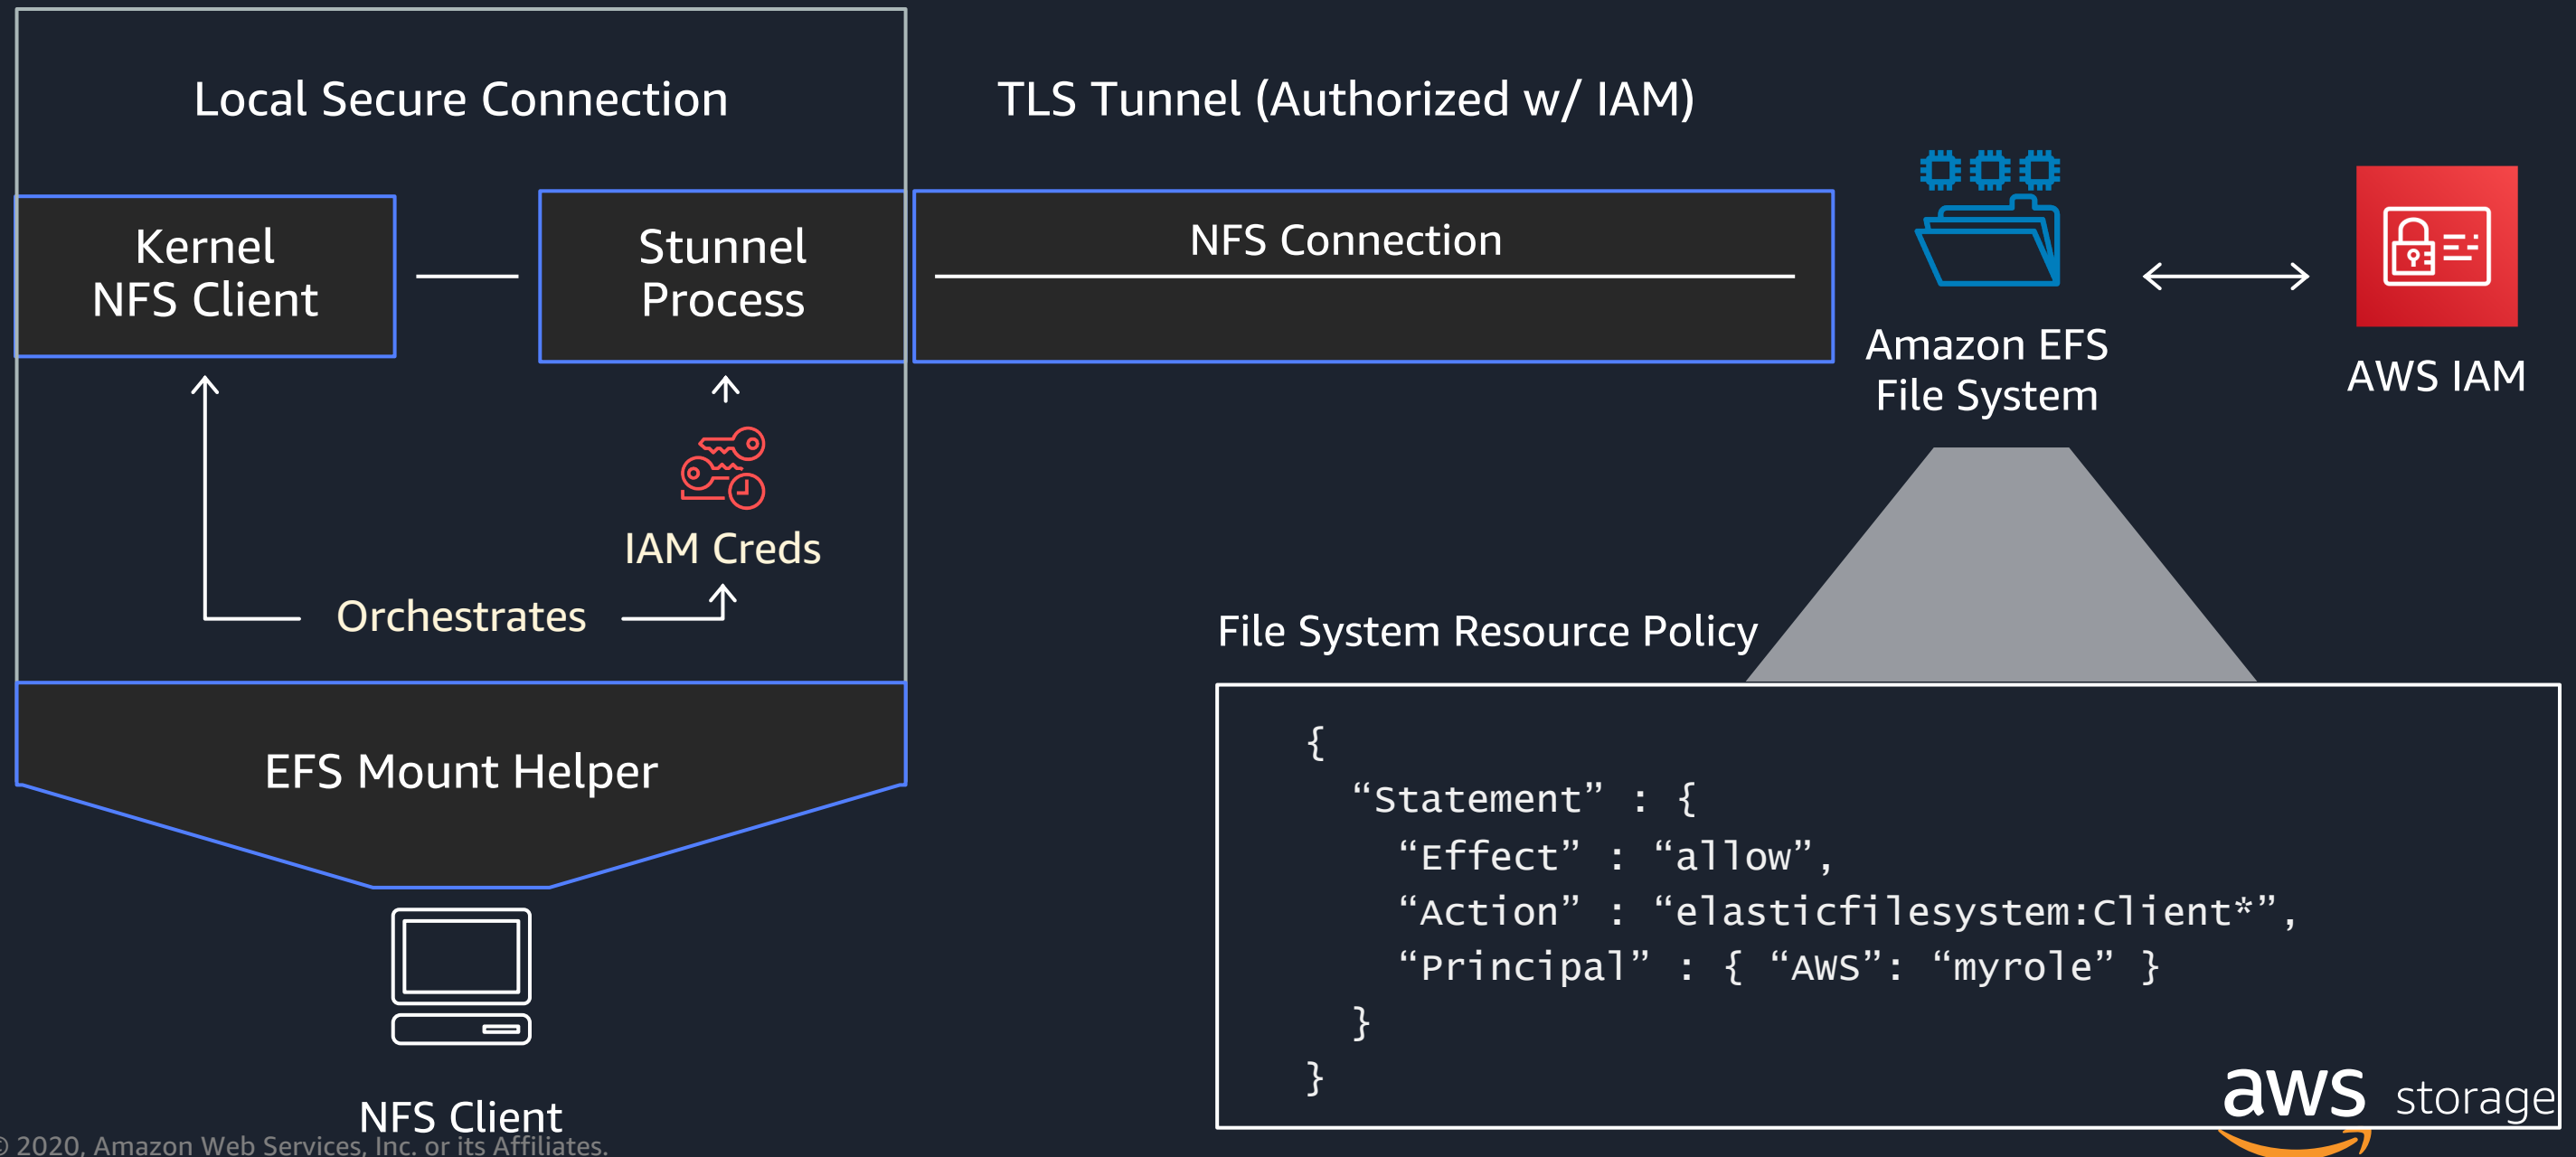 Local Secure Connection
TLS Tunnel (Authorized w/ IAM)
Kernel
NFS Client
Stunnel
Process
NFS Connection
Amazon EFS
File System
AWS IAM
IAM Creds
Orchestrates
EFS Mount Helper
NFS Client
File System Resource Policy
{
“Statement” : {
“Effect” : “allow”,
“Action” : “elasticfilesystem:Client*”,
“Principal” : { “AWS”: “myrole” }
}
}
aws storage
© 2020, Amazon Web Services, Inc. or its Affiliates.